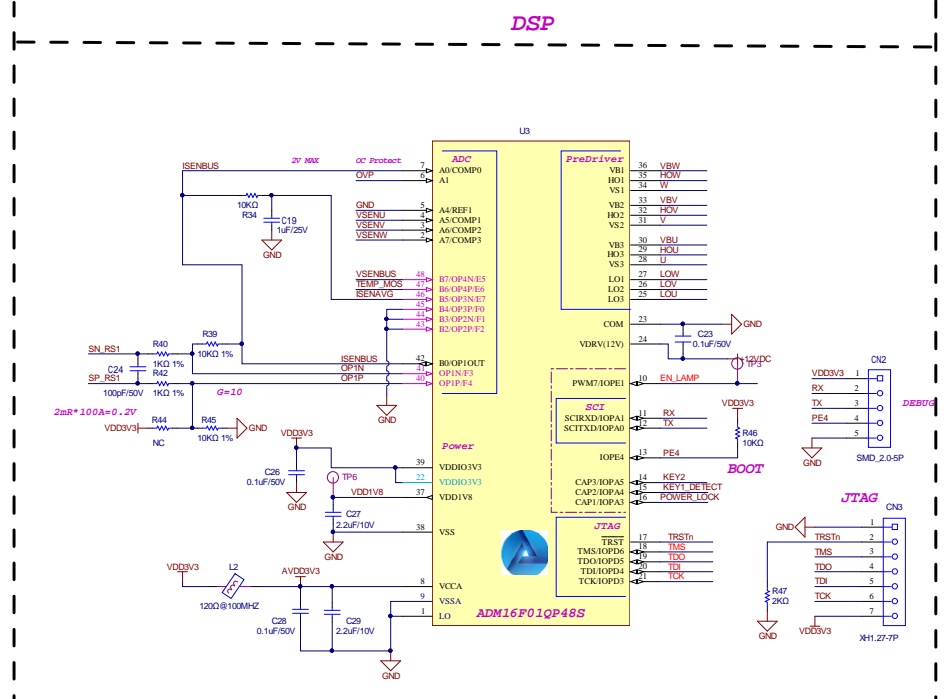 DSP
U3
ISENBUS
2V MAX
OC Protect
7
A0/COMP0
OVP
6
A1
10KΩ
R34
C19
1uF/25V
GND
GND
5
A4/REF1
VSENU
4
A5/COMP1
VSENV
3
A6/COMP2
VSENW
2
A7/COMP3
VSENBUS
48
B7/OP4N/E5
TEMP_MOS
47
B6/OP4P/E6
ISENAVG
46
B5/OP3N/E7
45
B4/OP3P/F0
44
B3/OP2N/F1
43
B2/OP2P/F2
GND
ISENBUS
42
B0/OP1OUT
OP1N
41
OP1N/F3
OP1P
40
OP1P/F4
SN_RS1
R40
1KΩ 1%
R39
10KΩ 1%
C24
100pF/50V
SP_RS1
R42
1KΩ 1%
G=10
2mR*100A=0.2V
VDD3V3
R44
NC
R45
10KΩ 1%
GND
VDD3V3
C26
0.1uF/50V
GND
TP6
VDD1V8
C27
2.2uF/10V
GND
39
VDDIO3V3
22
VDDIO3V3
37
VDD1V8
38
VSS
VDD3V3
L2
120Ω@100MHZ
AVDD3V3
C28
0.1uF/50V
C29
2.2uF/10V
8
VCCA
9
VSSA
1
LO
GND
ADC
Power
PreDriver
SCI
JTAG
ADM16F01QP48S
VB1
36
VBW
HO1
35
HOW
VS1
34
W
VB2
33
VBV
HO2
32
HOV
VS2
31
V
VB3
30
VBU
HO3
29
HOU
VS3
28
U
LO1
27
LOW
LO2
26
LOV
LO3
25
LOU
COM
23
C23
0.1uF/50V
GND
VDRV(12V)
24
12VDC
TP3
PWM7/IOPE1
10
EN_LAMP
SCIRXD/IOPA1
11
RX
SCITXD/IOPA0
12
TX
VDD3V3
R46
10KΩ
IOPE4
13
PE4
BOOT
CAP3/IOPA5
14
KEY2
CAP2/IOPA4
15
KEY1_DETECT
CAP1/IOPA3
16
POWER_LOCK
TRST
17
TRSTn
TMS/IOPD6
18
TMS
TDO/IOPD5
19
TDO
TDI/IOPD4
20
TDI
TCK/IOPD3
21
TCK
CN2
VDD3V3
1
RX
2
TX
3
PE4
4
5
GND
DEBUG
SMD_2.0-5P
JTAG
CN3
GND
1
TRSTn
2
TMS
3
TDO
4
TDI
5
TCK
6
7
VDD3V3
R47
2KΩ
GND
XH1.27-7P